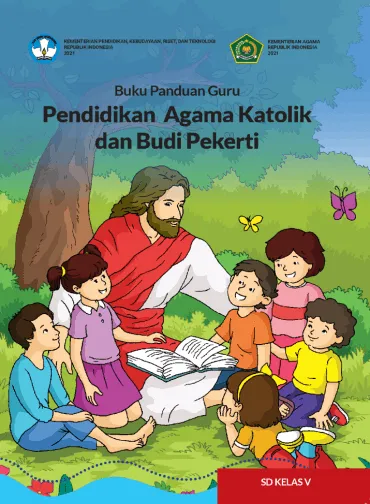 KEMENTERIAN PENDIDIKAN, KEBUDAYAAN, RISET, DAN TEKNOLOGI
REPUBLIK INDONESIA
2021
KEMENTERIAN AGAMA
REPUBLIK INDONESIA
2021
Buku Panduan Guru
Pendidikan Agama Katolik
dan Budi Pekerti
SD KELAS V